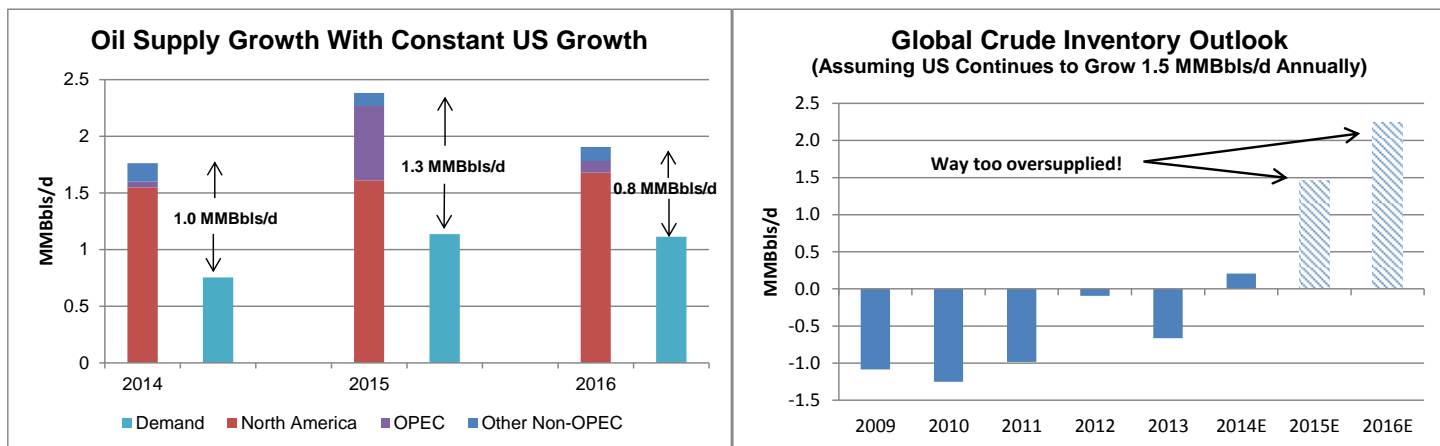 Oil Supply Growth With Constant US Growth
2.5
2
1.5
1
0.5
0
MMBbls/d
1.0 MMBbls/d
1.3 MMBbls/d
0.8 MMBbls/d
2014
2015
2016
Demand
North America
OPEC
Other Non-OPEC
Global Crude Inventory Outlook
(Assuming US Continues to Grow 1.5 MMBbls/d Annually)
2.5
2.0
1.5
1.0
0.5
0.0
-0.5
-1.0
-1.5
MMBbls/d
Way too oversupplied!
2009
2010
2011
2012
2013
2014E
2015E
2016E